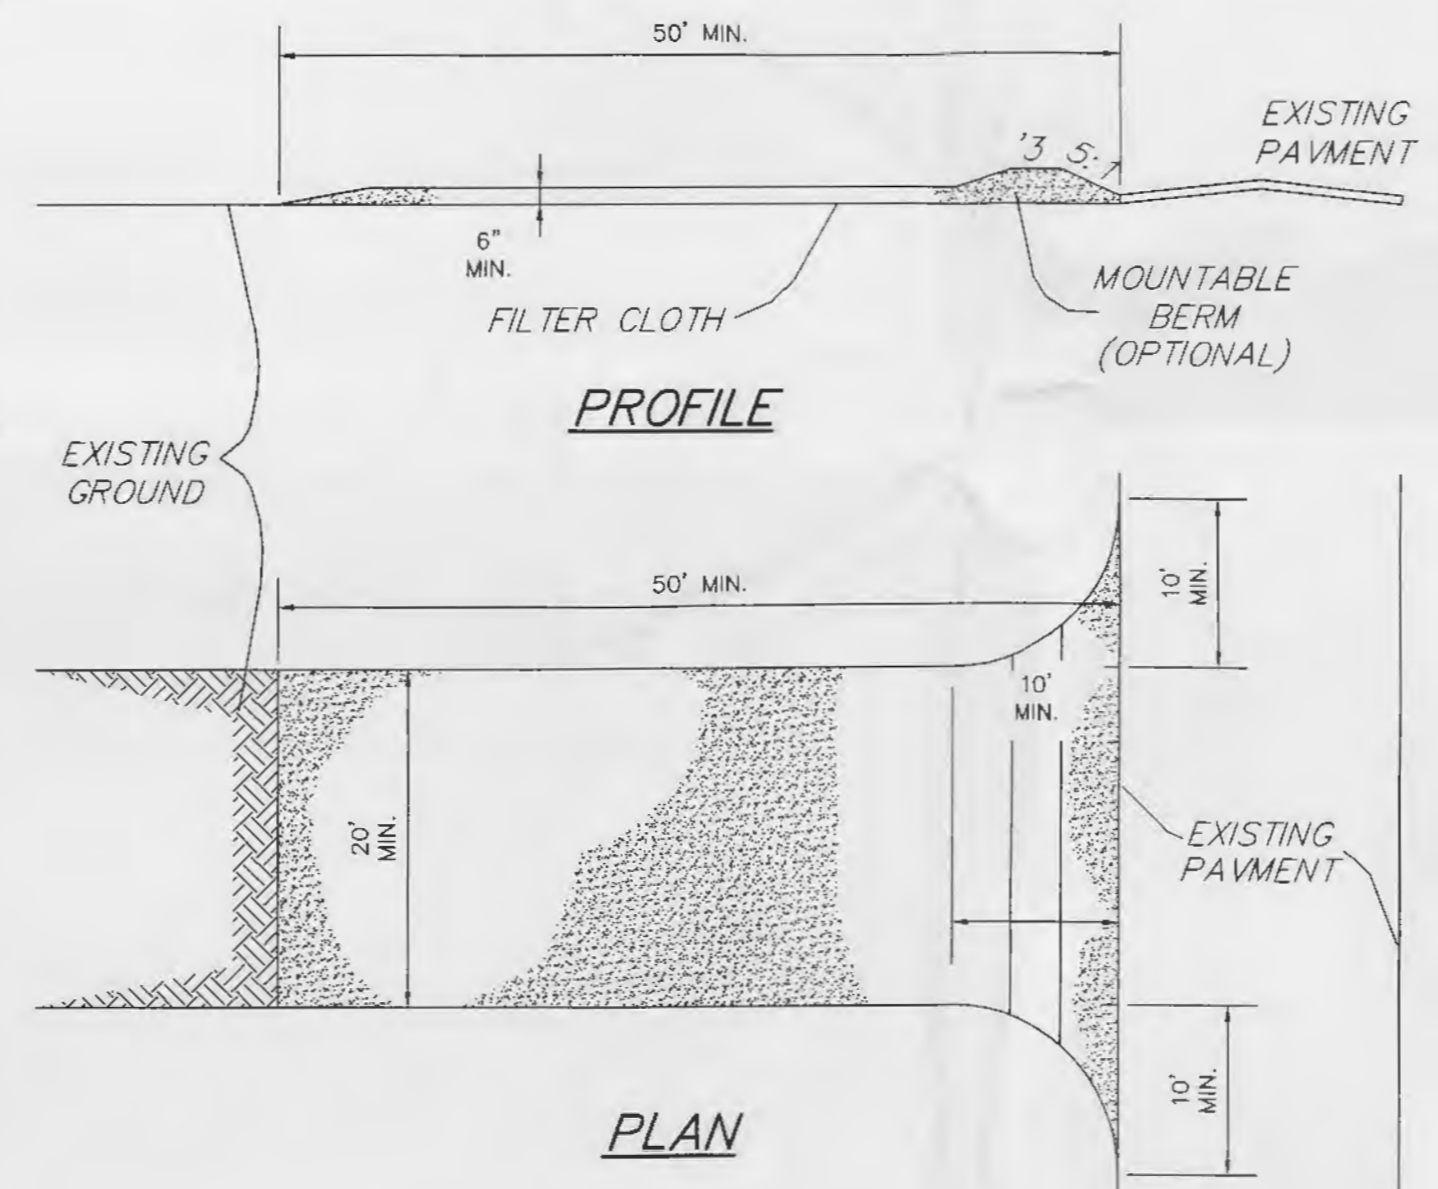 50' MIN.
EXISTING
PAVMENT
'3 5:1
6"
MIN.
FILTER CLOTH
MOUNTABLE
BERM
(OPTIONAL)
PROFILE
EXISTING
GROUND
50' MIN.
10'
MIN.
10'
MIN.
20'
MIN.
EXISTING
PAVMENT
10'
MIN.
PLAN